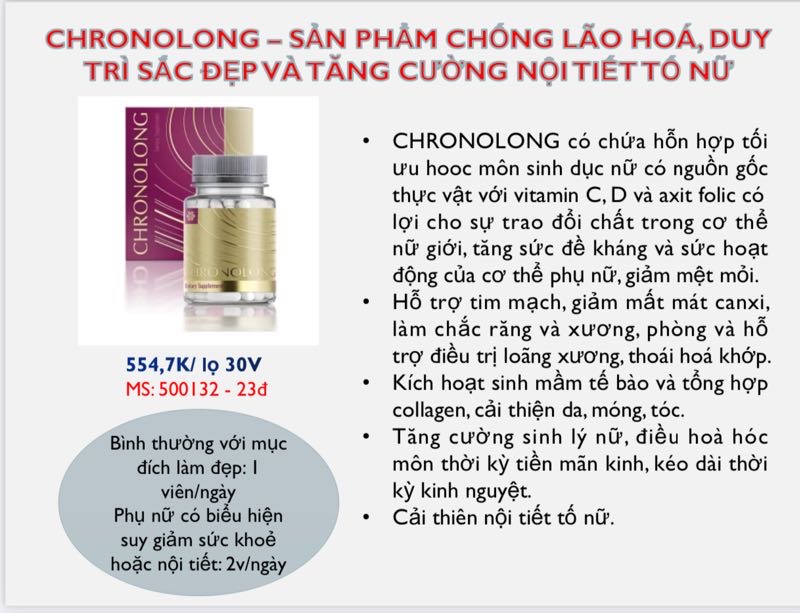 CHRONOLONG – SẢN PHẨM CHỐNG LÃO HOÁ, DUY
TRÌ SẮC ĐẸP VÀ TĂNG CƯỜNG NỘI TIẾT TỐ NỮ
CHRONOLONG
CHRONOLONG
Dietary Supplement
554,7K/ lọ 30V
MS: 500132 - 23đ
Bình thường với mục
đích làm đẹp: 1
viên/ngày
Phụ nữ có biểu hiện
suy giảm sức khoẻ
hoặc nội tiết: 2v/ngày
• CHRONOLONG có chứa hỗn hợp tối
ưu hooc môn sinh dục nữ có nguồn gốc
thực vật với vitamin C, D và axit folic có
lợi cho sự trao đổi chất trong cơ thể
nữ giới, tăng sức đề kháng và sức hoạt
động của cơ thể phụ nữ, giảm mệt mỏi.
• Hỗ trợ tim mạch, giảm mất mát canxi,
làm chắc răng và xương, phòng và hỗ
trợ điều trị loãng xương, thoái hoá khớp.
• Kích hoạt sinh mầm tế bào và tổng hợp
collagen, cải thiện da, móng, tóc.
• Tăng cường sinh lý nữ, điều hoà hóc
môn thời kỳ tiền mãn kinh, kéo dài thời
kỳ kinh nguyệt.
• Cải thiên nội tiết tố nữ.